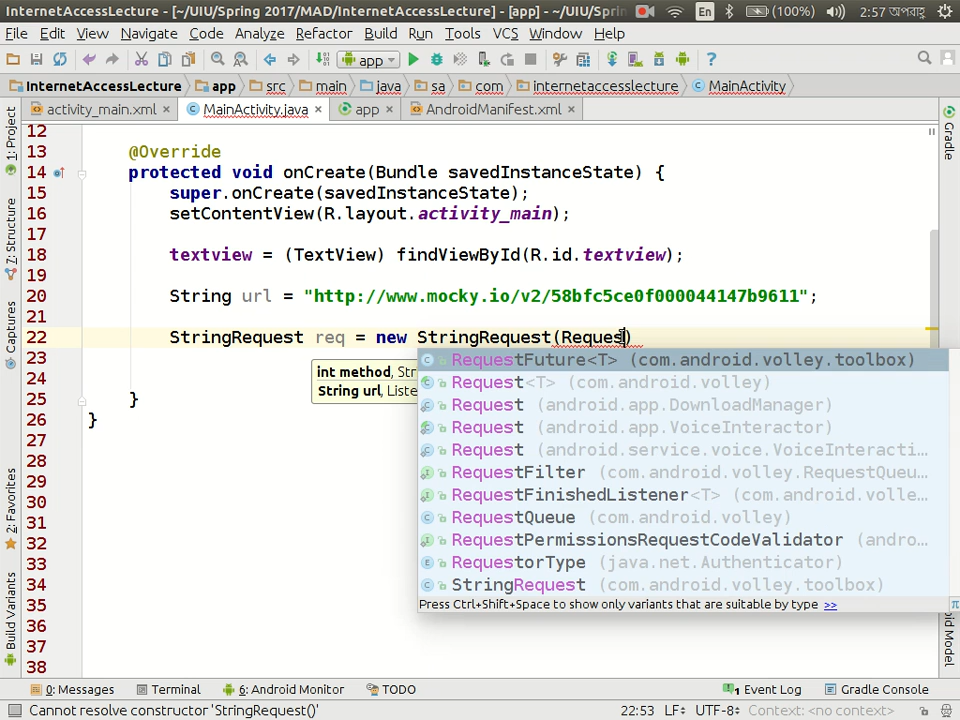 InternetAccessLecture - [~/UIU/Spring 2017/MAD/InternetAccessLecture] - [app] - ~/UIU/Sprin
En (100%) 2:57 অপরাহ্ণ
File Edit View Navigate Code Analyze Refactor Build Run Tools VCS Window Help
app
InternetAccessLecture app src main java sa com internetaccesslecture MainActivity
activity_main.xml MainActivity.java app AndroidManifest.xml
12
13 @Override
14 protected void onCreate(Bundle savedInstanceState) {
15 super.onCreate(savedInstanceState);
16 setContentView(R.layout.activity_main);
17
18 textview = (TextView) findViewById(R.id.textview);
19
20 String url = "http://www.mocky.io/v2/58bfc5ce0f000044147b9611";
21
22 StringRequest req = new StringRequest(Reques)
23
24
25 }
26 }
27
28
29
30
31
32
33
34
35
36
37
38
int method, Str
String url, Liste
RequestFuture<T> (com.android.volley.toolbox)
Request<T> (com.android.volley)
Request (android.app.DownloadManager)
Request (android.app.VoiceInteractor)
Request (android.service.voice.VoiceInteracti...
RequestFilter (com.android.volley.RequestQueu...
RequestFinishedListener<T> (com.android.volle...
RequestQueue (com.android.volley)
RequestPermissionsRequestCodeValidator (andro...
RequestorType (java.net.Authenticator)
StringRequest (com.android.volley.toolbox)
Press Ctrl+Shift+Space to show only variants that are suitable by type >> π
1: Project
7: Structure
Captures
2: Favorites
Build Variants
Gradle
oid Model
0: Messages Terminal 6: Android Monitor TODO 1 Event Log Gradle Console
Cannot resolve constructor 'StringRequest()' 22:53 LF UTF-8 Context: <no context>